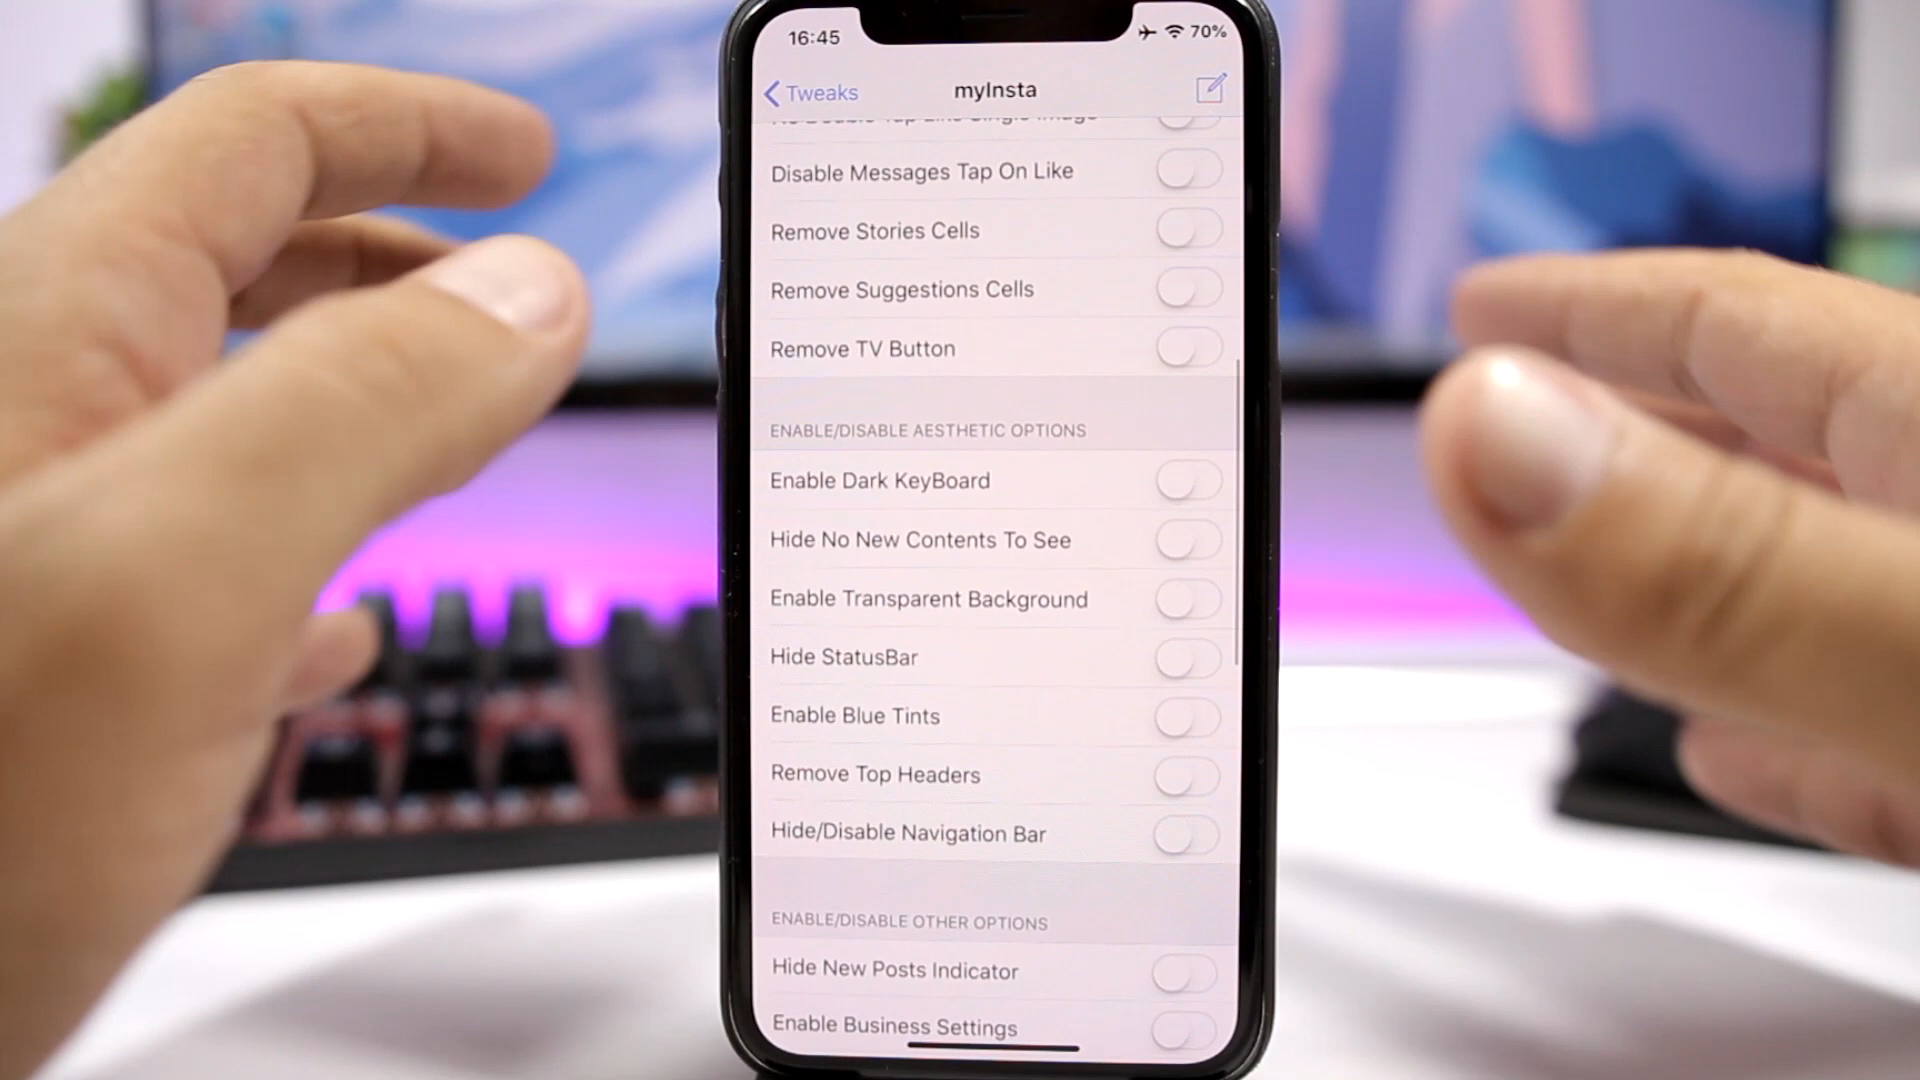 16:45
70%
Tweaks
myInsta
Disable Messages Tap On Like
Remove Stories Cells
Remove Suggestions Cells
Remove TV Button
ENABLE/DISABLE AESTHETIC OPTIONS
Enable Dark KeyBoard
Hide No New Contents To See
Enable Transparent Background
Hide StatusBar
Enable Blue Tints
Remove Top Headers
Hide/Disable Navigation Bar
ENABLE/DISABLE OTHER OPTIONS
Hide New Posts Indicator
Enable Business Settings